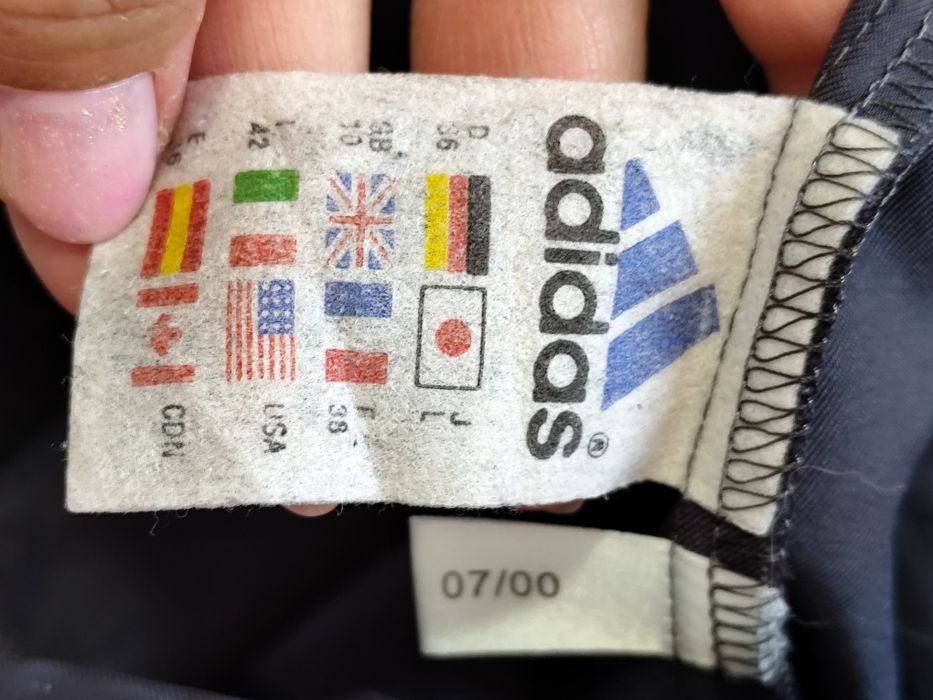 adidas®
D J
36 L
GB F
10 38
I USA
42
E CDN
07/00